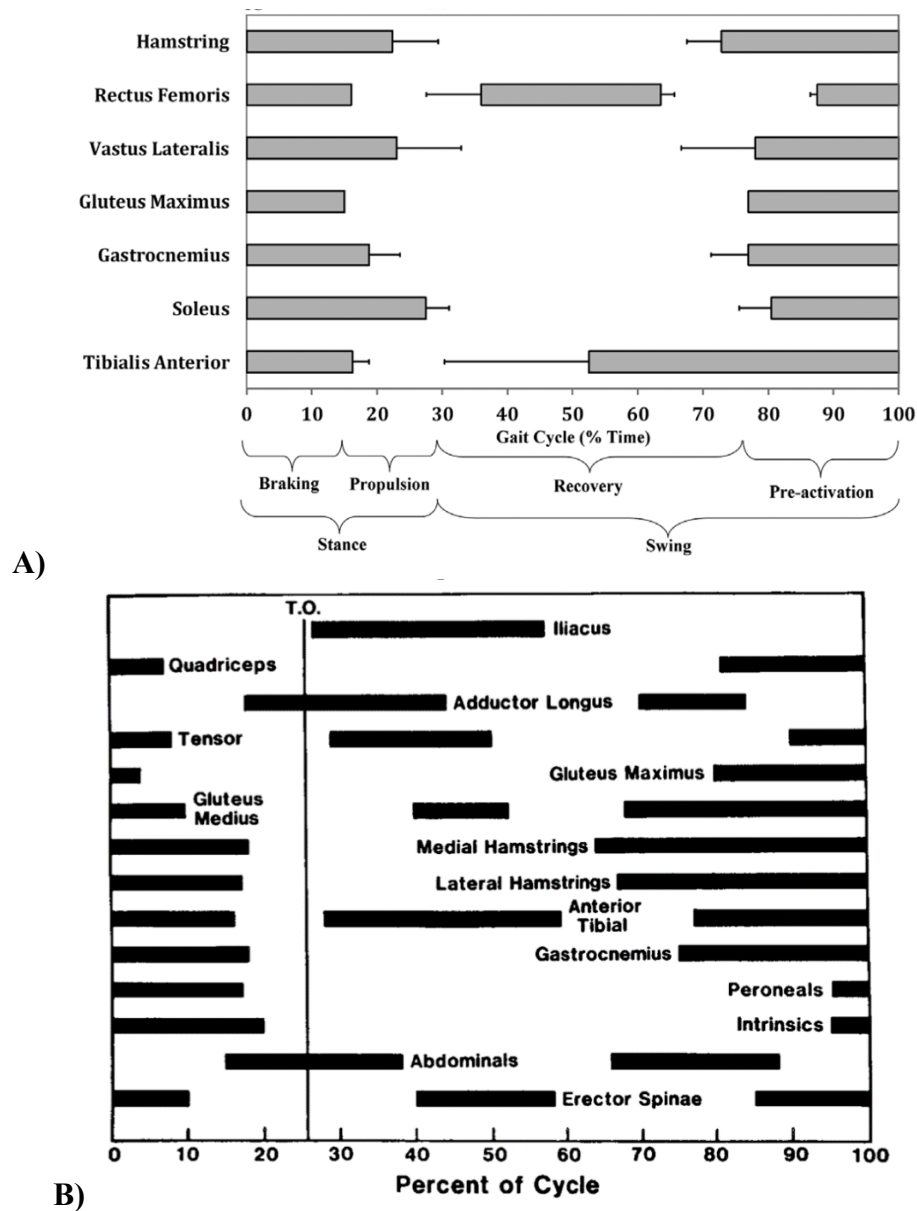 Hamstring
Rectus Femoris
Vastus Lateralis
Gluteus Maximus
Gastrocnemius
Soleus
Tibialis Anterior
0 10 20 30 40 50 60 70 80 90 100
Gait Cycle (% Time)
Braking Propulsion Recovery Pre-activation
Stance Swing
A)
T.O.
Iliacus
Quadriceps
Adductor Longus
Tensor
Gluteus Maximus
Gluteus
Medius
Medial Hamstrings
Lateral Hamstrings
Anterior
Tibial
Gastrocnemius
Peroneals
Intrinsics
Abdominals
Erector Spinae
0 10 20 30 40 50 60 70 80 90 100
Percent of Cycle
B)